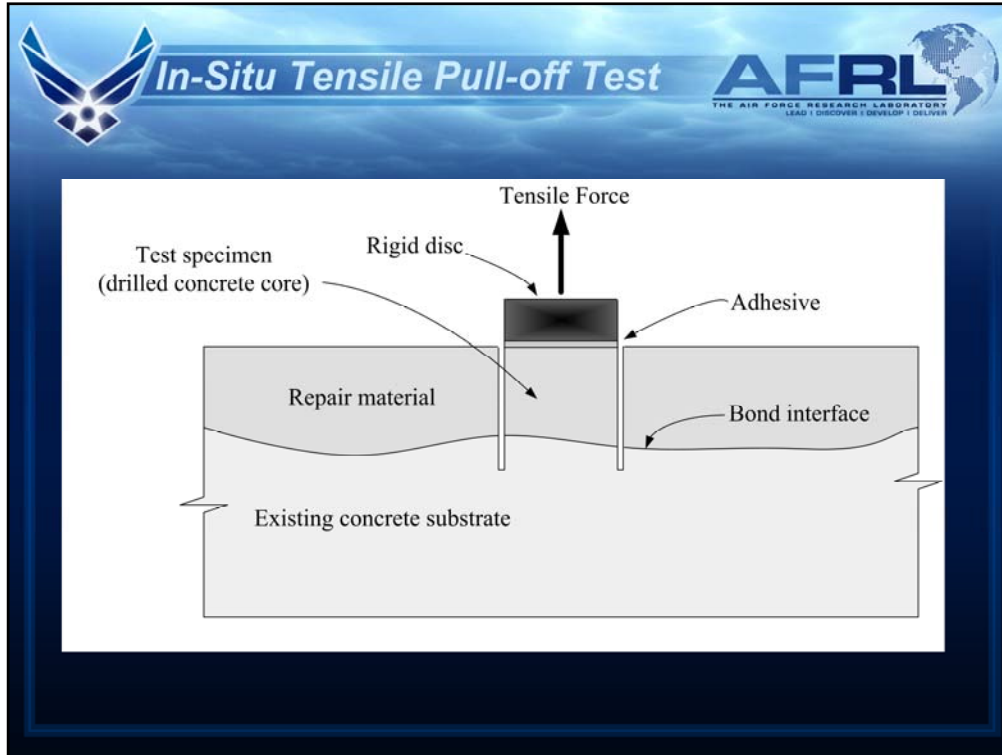 In-Situ Tensile Pull-off Test
AFRL
THE AIR FORCE RESEARCH LABORATORY
LEAD | DISCOVER | DEVELOP | DELIVER
Tensile Force
Rigid disc
Test specimen
(drilled concrete core)
Adhesive
Repair material
Bond interface
Existing concrete substrate